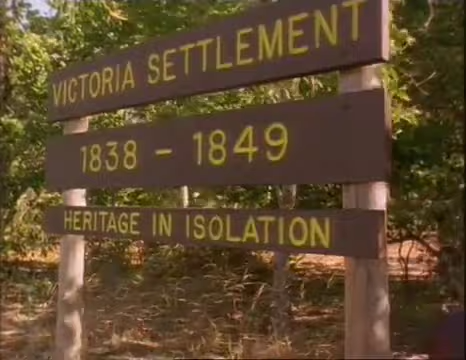 VICTORIA SETTLEMENT
1838 - 1849
HERITAGE IN ISOLATION